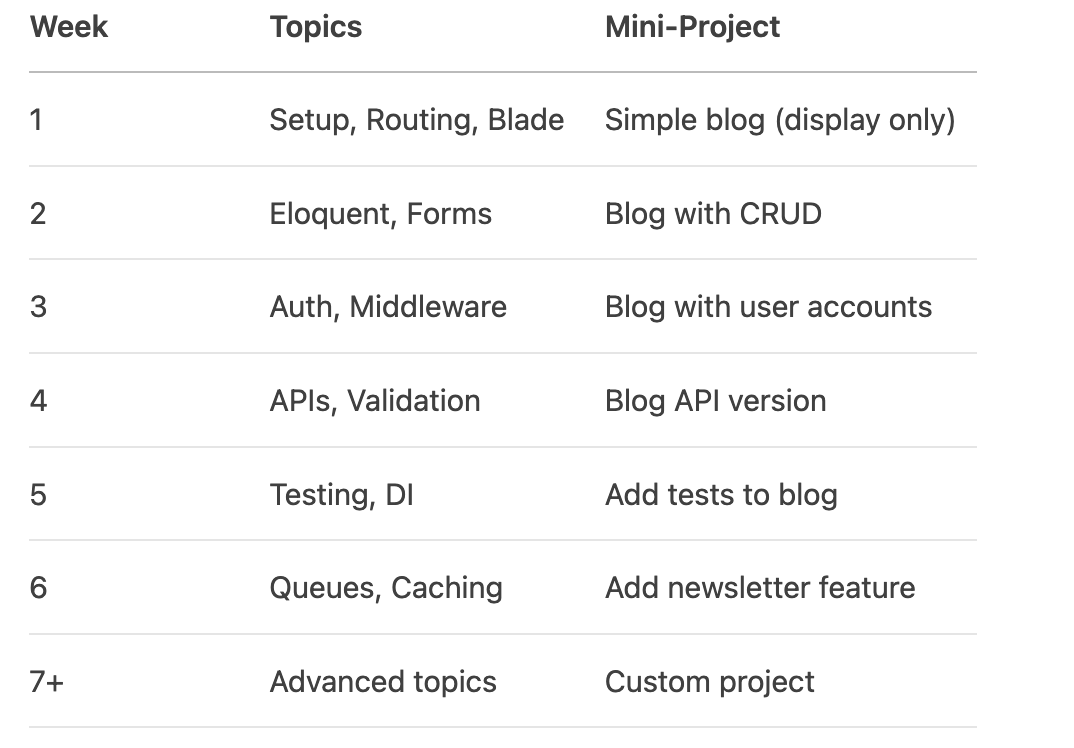 Week Topics Mini-Project
1 Setup, Routing, Blade Simple blog (display only)
2 Eloquent, Forms Blog with CRUD
3 Auth, Middleware Blog with user accounts
4 APIs, Validation Blog API version
5 Testing, DI Add tests to blog
6 Queues, Caching Add newsletter feature
7+ Advanced topics Custom project